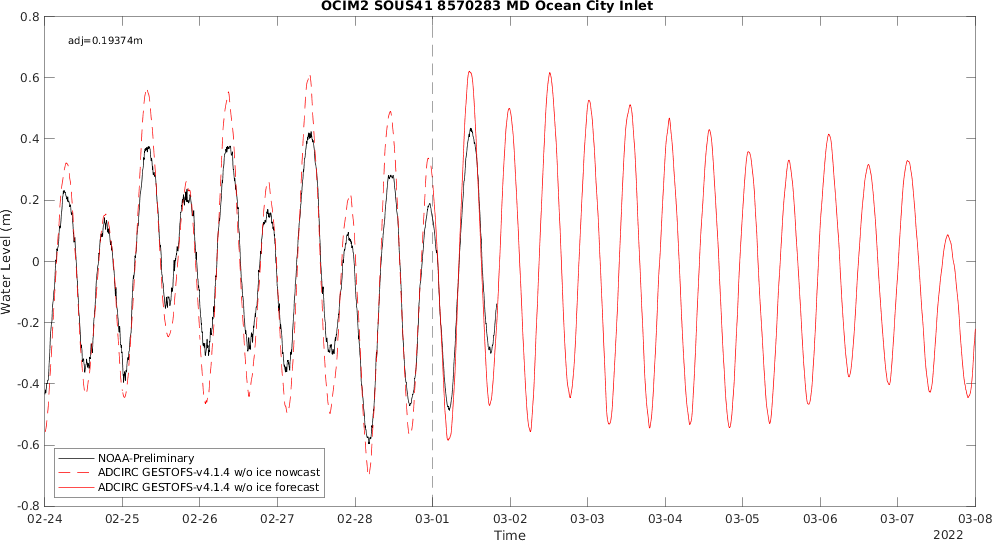 OCIM2 SOUS41 8570283 MD Ocean City Inlet
adj=0.19374m
Water Level (m)
0.8
0.6
0.4
0.2
0
-0.2
-0.4
-0.6
-0.8
NOAA-Preliminary
ADCIRC GESTOFS-v4.1.4 w/o ice nowcast
ADCIRC GESTOFS-v4.1.4 w/o ice forecast
02-24 02-25 02-26 02-27 02-28 03-01 03-02 03-03 03-04 03-05 03-06 03-07 03-08
Time
2022